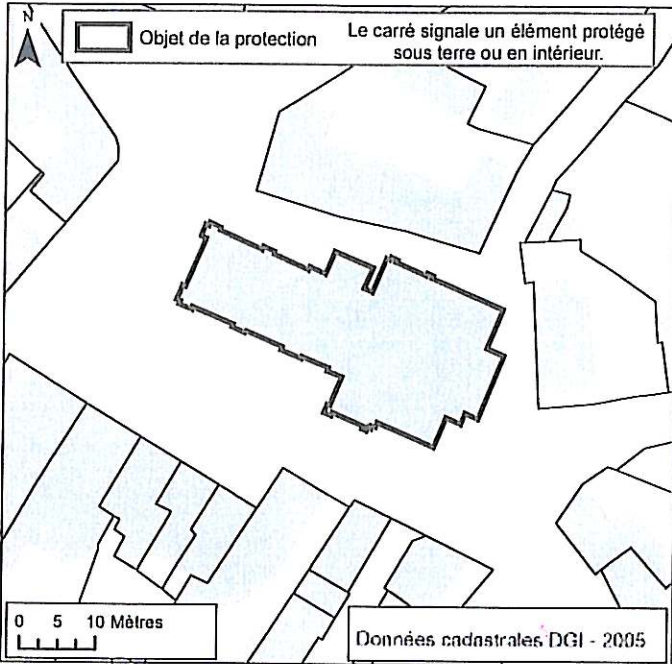 N
Objet de la protection
Le carré signale un élément protégé
sous terre ou en intérieur.
0 5 10 Mètres
Données cadastrales DGI - 2005